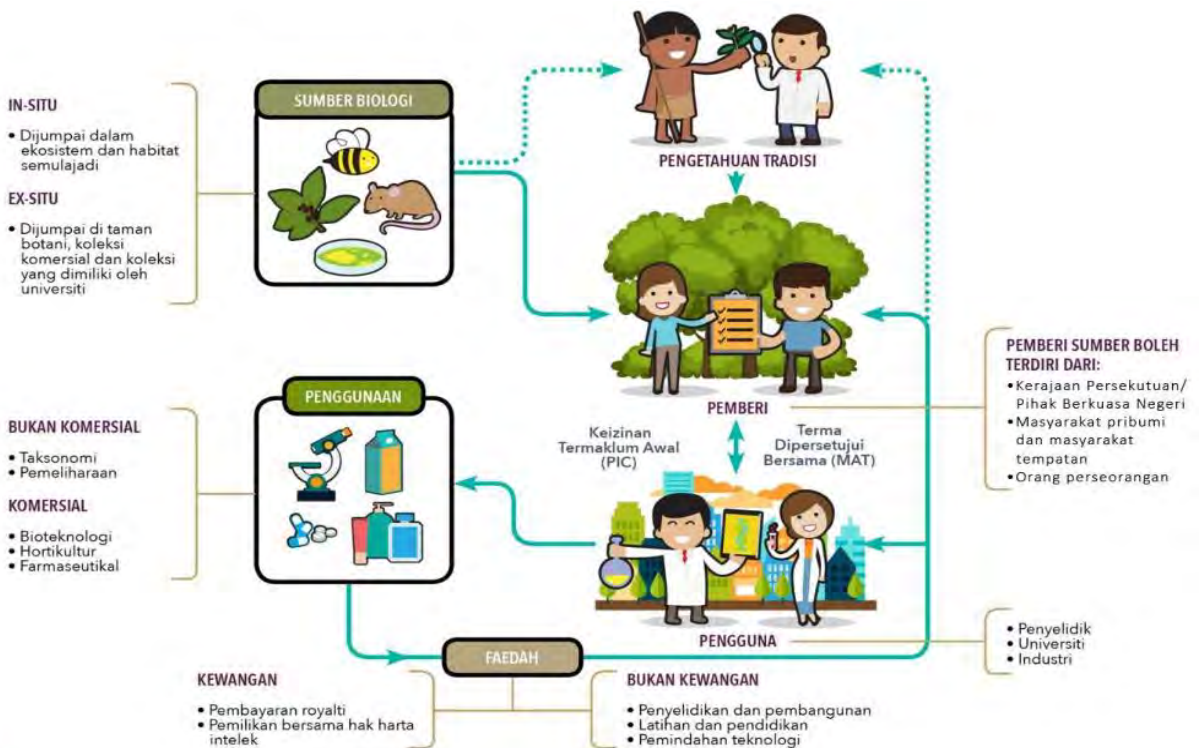 IN-SITU
• Dijumpai dalam
ekosistem dan habitat
semulajadi
EX-SITU
• Dijumpai di taman
botani, koleksi
komersial dan koleksi
yang dimiliki oleh
universiti
SUMBER BIOLOGI
PENGETAHUAN TRADISI
PEMBERI
PEMBERI SUMBER BOLEH
TERDIRI DARI:
•Kerajaan Persekutuan/
Pihak Berkuasa Negeri
•Masyarakat pribumi
dan masyarakat
tempatan
•Orang perseorangan
Keizinan
Termaklum Awal
(PIC)
Terma
Dipersetujui
Bersama (MAT)
PENGGUNAAN
BUKAN KOMERSIAL
• Taksonomi
• Pemeliharaan
KOMERSIAL
• Bioteknologi
• Hortikultur
• Farmaseutikal
PENGGUNA
• Penyelidik
• Universiti
• Industri
FAEDAH
KEWANGAN
• Pembayaran royalti
• Pemilikan bersama hak harta
intelek
BUKAN KEWANGAN
• Penyelidikan dan pembangunan
• Latihan dan pendidikan
• Pemindahan teknologi